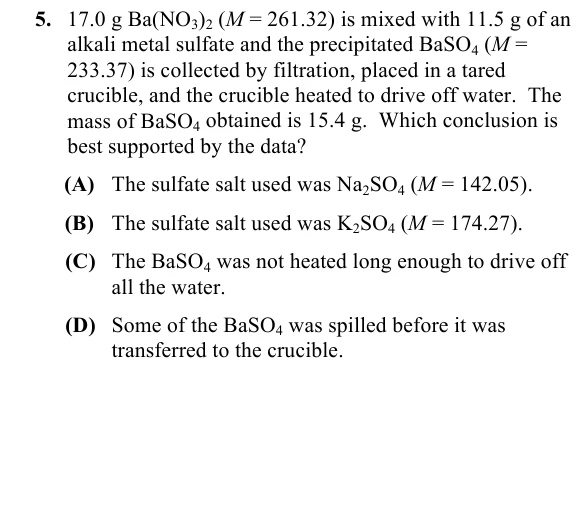 5. 17.0 g Ba(NO₃)₂ (M = 261.32) is mixed with 11.5 g of an
alkali metal sulfate and the precipitated BaSO₄ (M =
233.37) is collected by filtration, placed in a tared
crucible, and the crucible heated to drive off water. The
mass of BaSO₄ obtained is 15.4 g. Which conclusion is
best supported by the data?
(A) The sulfate salt used was Na₂SO₄ (M = 142.05).
(B) The sulfate salt used was K₂SO₄ (M = 174.27).
(C) The BaSO₄ was not heated long enough to drive off
all the water.
(D) Some of the BaSO₄ was spilled before it was
transferred to the crucible.